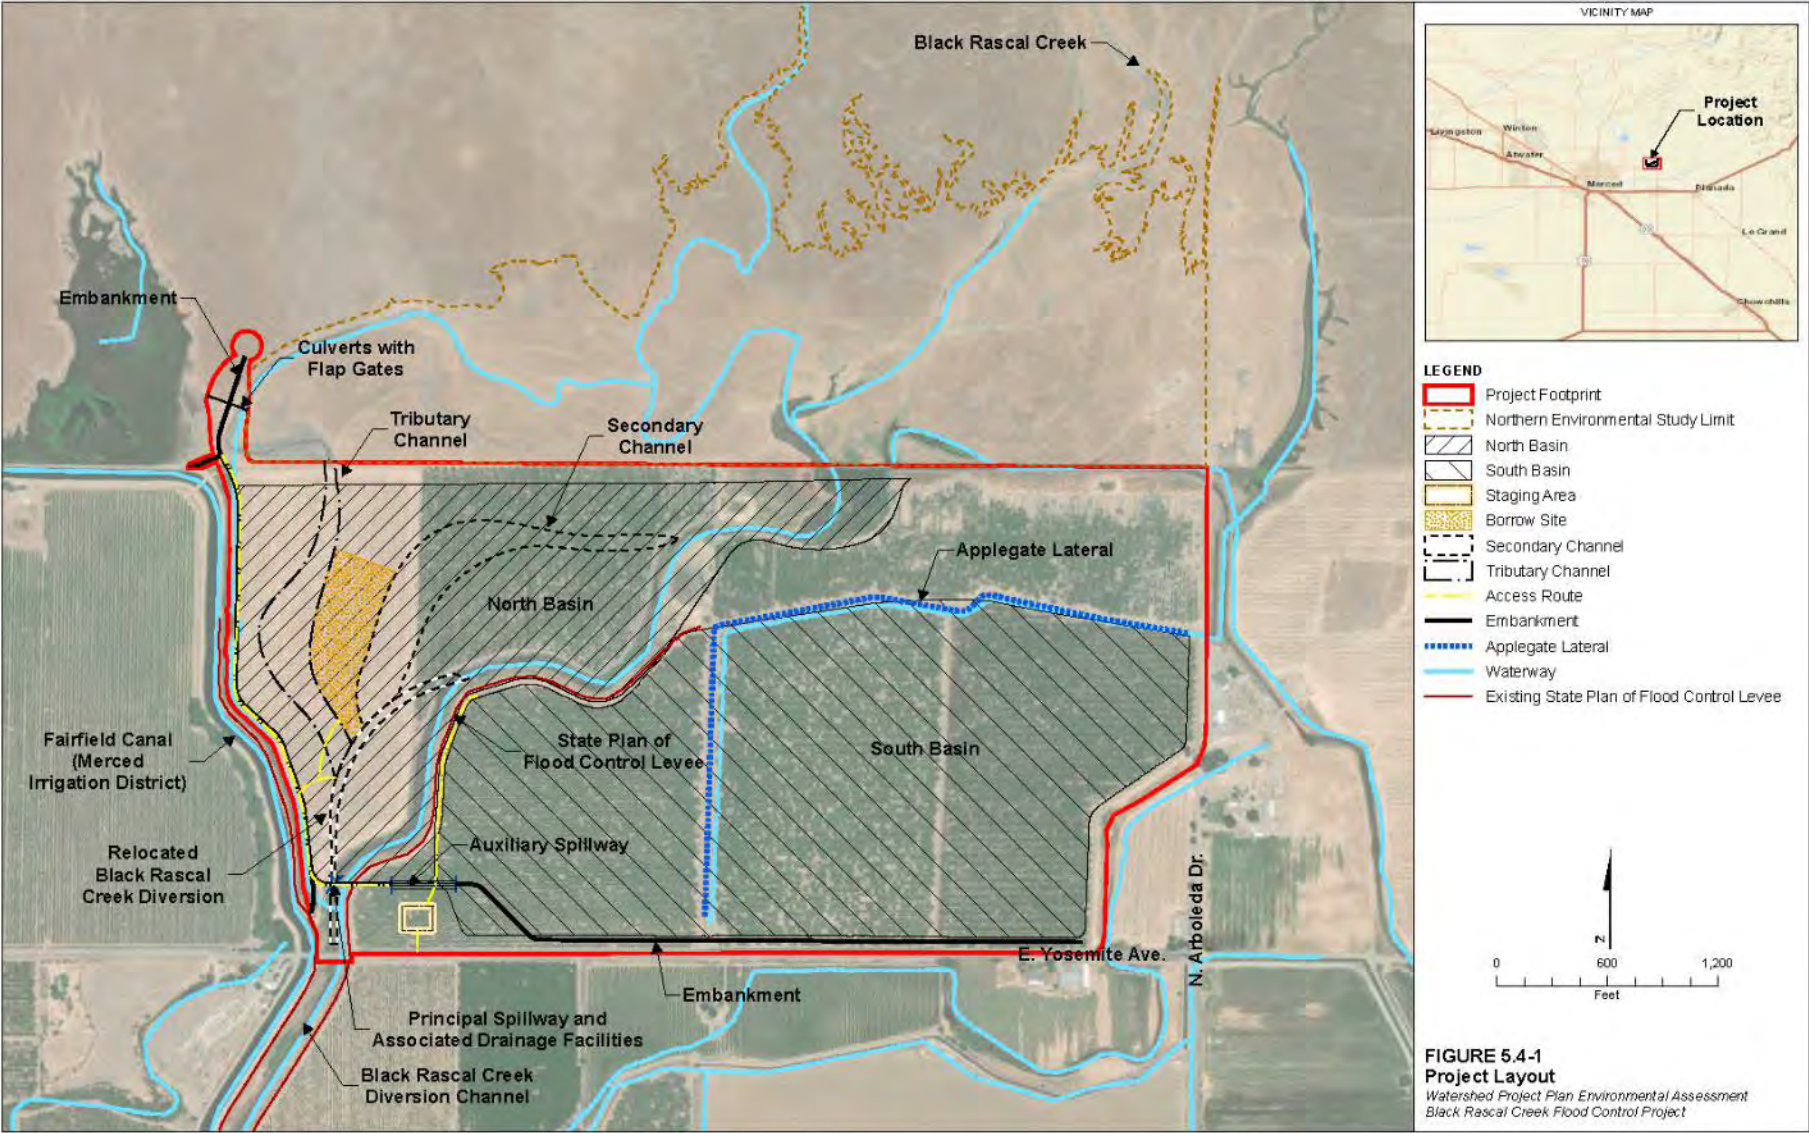 Black Rascal Creek
Embankment
Culverts with
Flap Gates
Tributary
Channel
Secondary
Channel
Applegate Lateral
North Basin
South Basin
State Plan of
Flood Control Levee
Fairfield Canal
(Merced
Irrigation District)
Auxiliary Spillway
Relocated
Black Rascal
Creek Diversion
N. Arboleda Dr.
E. Yosemite Ave.
Embankment
Principal Spillway and
Associated Drainage Facilities
Black Rascal Creek
Diversion Channel
VICINITY MAP
Project
Location
Livingston
Winton
Atwater
Merced
Planada
Le Grand
Chowchilla
LEGEND
Project Footprint
Northern Environmental Study Limit
North Basin
South Basin
Staging Area
Borrow Site
Secondary Channel
Tributary Channel
Access Route
Embankment
Applegate Lateral
Waterway
Existing State Plan of Flood Control Levee
N
0 600 1,200
Feet
FIGURE 5.4-1
Project Layout
Watershed Project Plan Environmental Assessment
Black Rascal Creek Flood Control Project